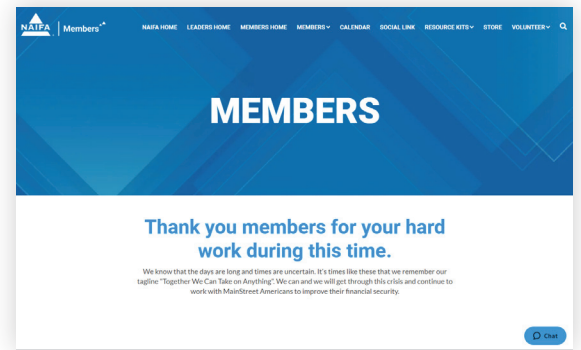 NAIFA Members
NAIFA HOME LEADERS HOME MEMBERS HOME MEMBERS CALENDAR SOCIAL LINK RESOURCE KITS STORE VOLUNTEER
MEMBERS
Thank you members for your hard
work during this time.
We know that the days are long and times are uncertain. It's times like these that we remember our
tagline "Together We Can Take on Anything". We can and we will get through this crisis and continue to
work with MainStreet Americans to improve their financial security.
Chat